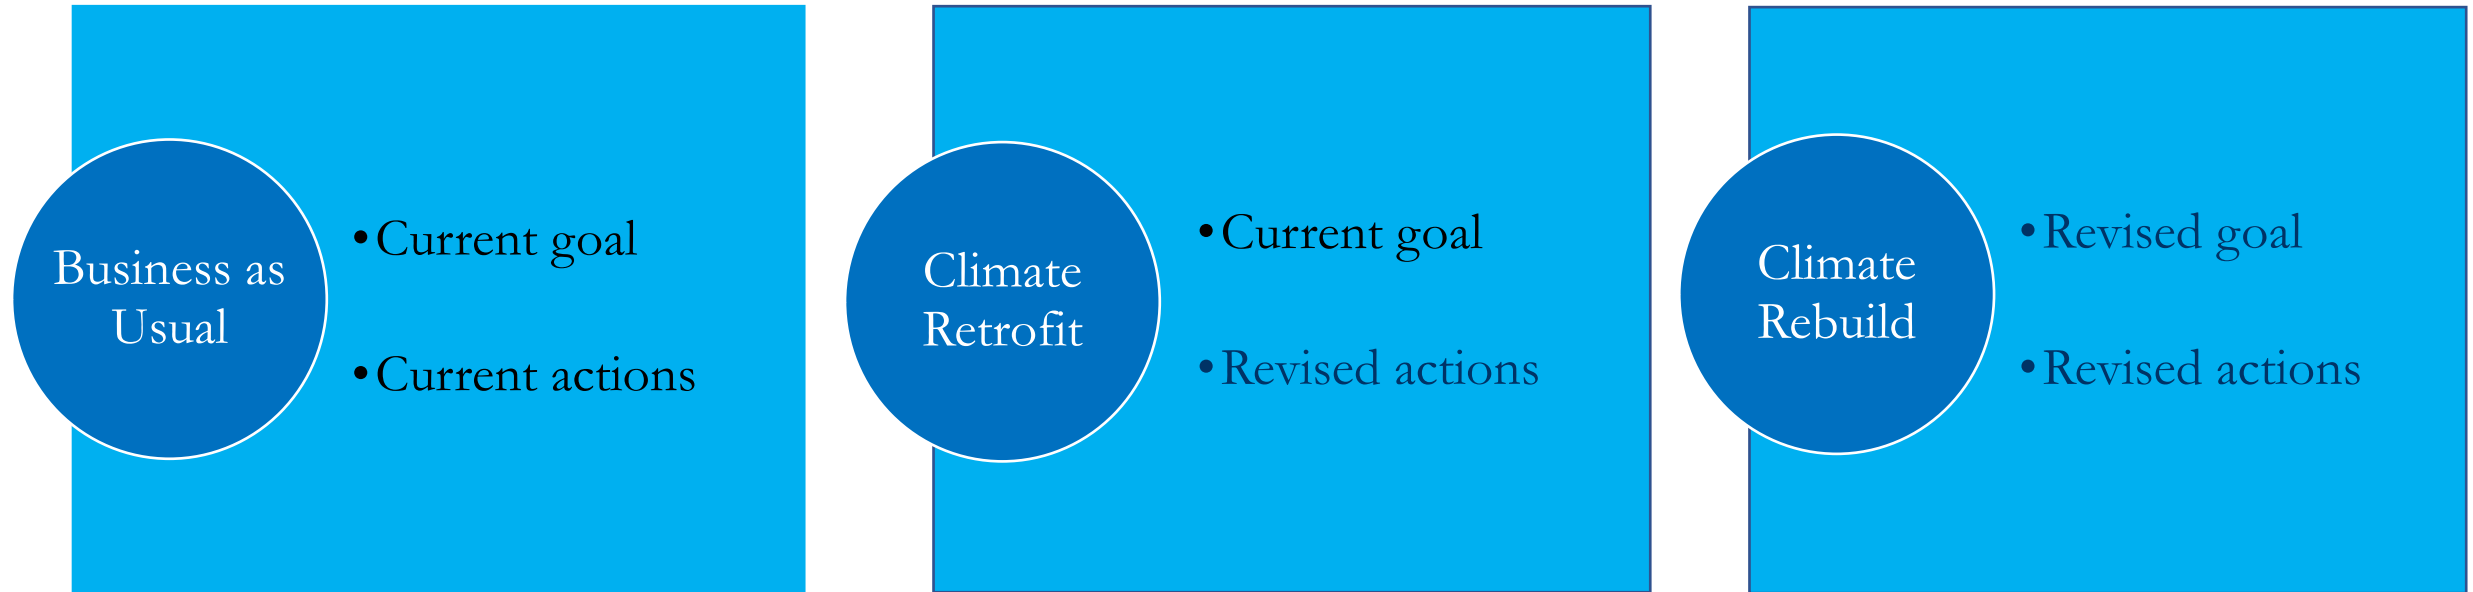 Business as
Usual
•Current goal
•Current actions
Climate
Retrofit
•Current goal
•Revised actions
Climate
Rebuild
•Revised goal
•Revised actions